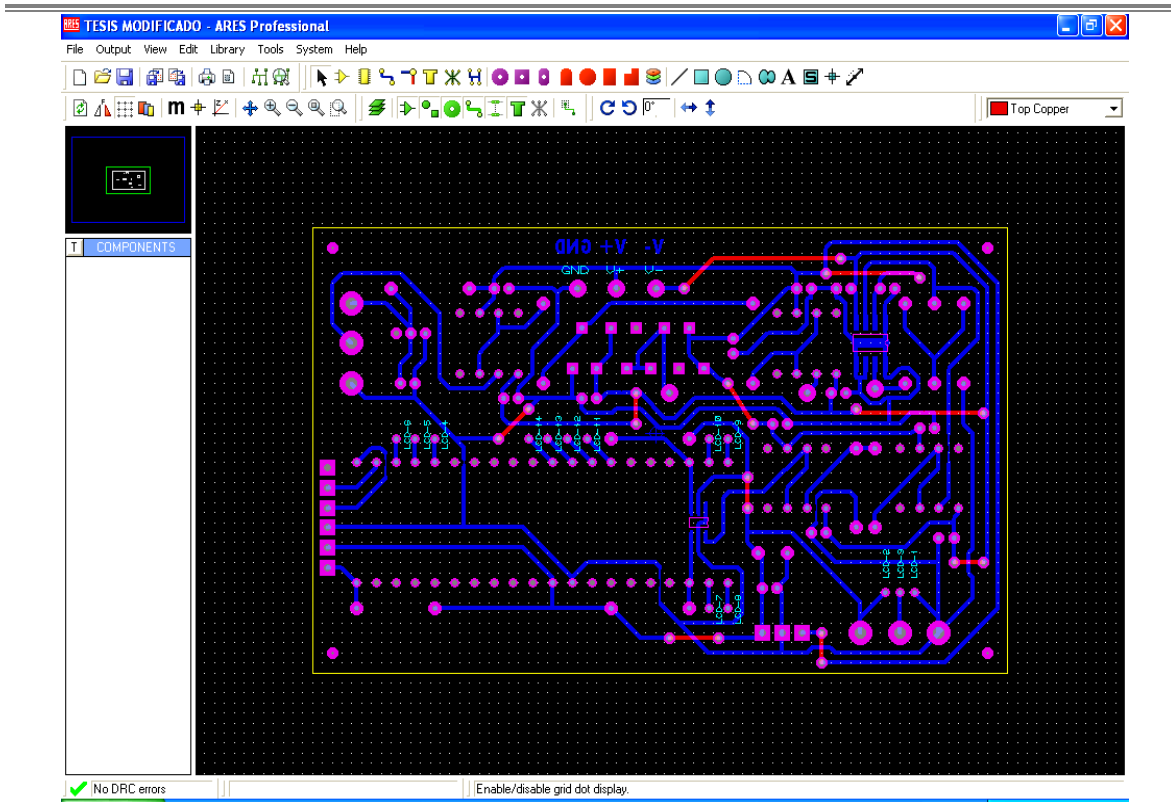 ARES TESIS MODIFICADO - ARES Professional
File Output View Edit Library Tools System Help
A S
m 0°
Top Copper
T COMPONENTS
V- V+ GND
GND V+ V-
LCD-6
LCD-5
LCD-4
LCD-14
LCD-13
LCD-12
LCD-11
LCD-10
LCD-9
LCD-2
LCD-3
LCD-1
LCD-7
LCD-8
No DRC errors
Enable/disable grid dot display.